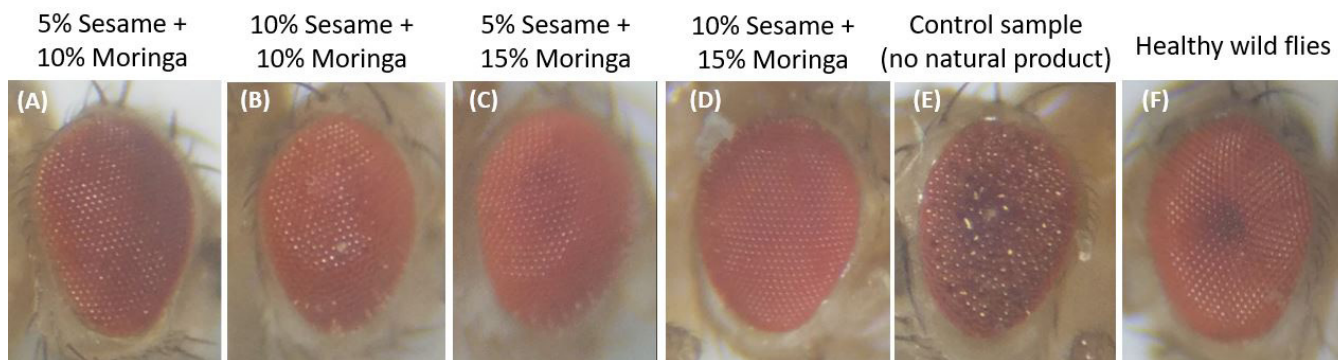 5% Sesame +
10% Moringa
10% Sesame +
10% Moringa
5% Sesame +
15% Moringa
10% Sesame +
15% Moringa
Control sample
(no natural product)
Healthy wild flies
(A)
(B)
(C)
(D)
(E)
(F)